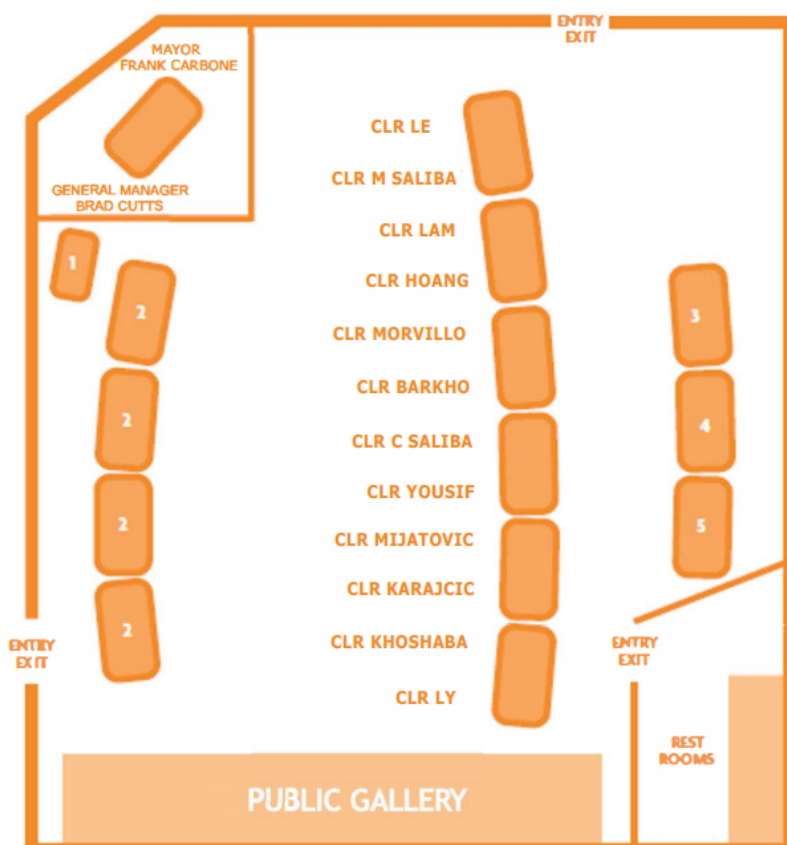 ENTRY
EXIT
MAYOR
FRANK CARBONE
GENERAL MANAGER
BRAD CUTTS
CLR LE
CLR M SALIBA
CLR LAM
CLR HOANG
CLR MORVILLO
CLR BARKHO
CLR C SALIBA
CLR YOUSIF
CLR MIJATOVIC
CLR KARAJCIC
CLR KHOSHABA
CLR LY
1
2
2
2
2
3
4
5
ENTRY
EXIT
ENTRY
EXIT
REST
ROOMS
PUBLIC GALLERY